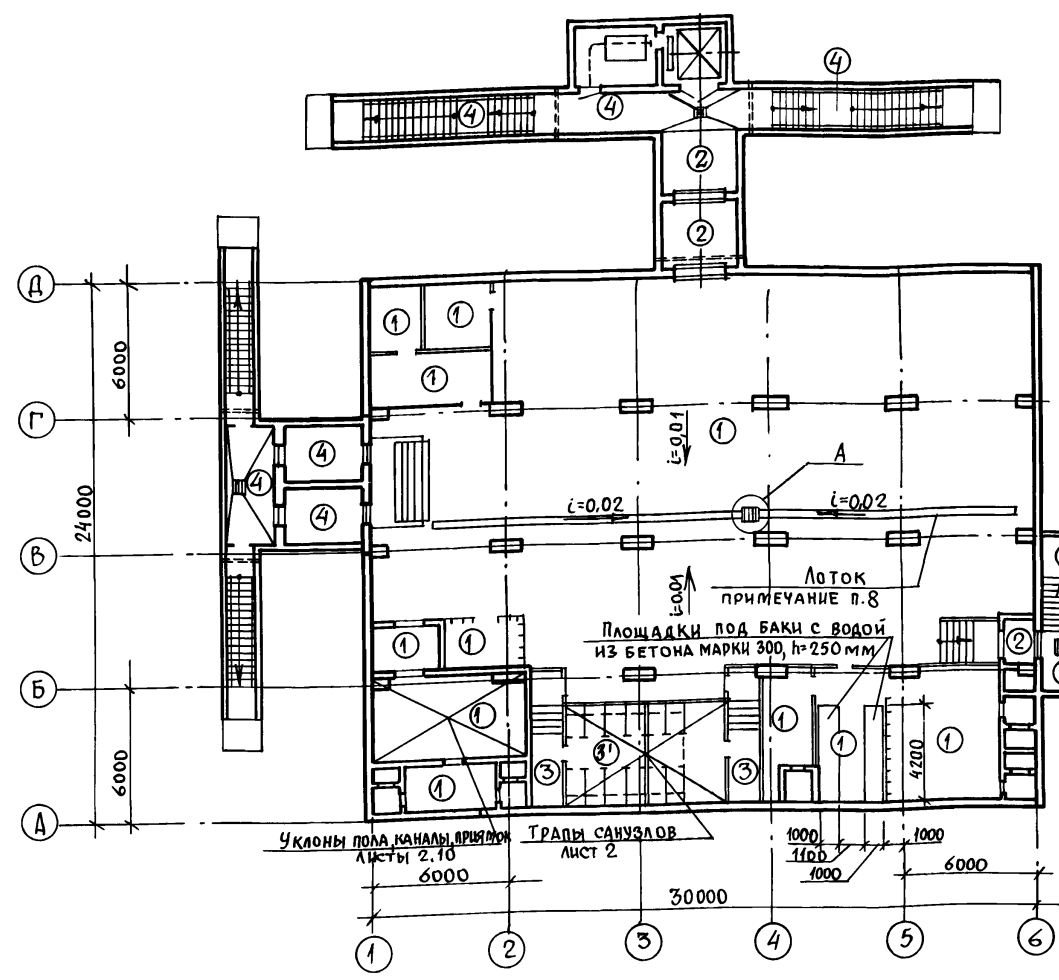 4
4
4
2
2
Д
1
1
6000
1
Г
i=0,01
1
А
4
4
4
24000
i=0,02
i=0,02
В
Лоток
ПРИМЕЧАНИЕ П.8
i=0,01
ПЛОЩАДКИ ПОД БАКИ С ВОДОЙ
ИЗ БЕТОНА МАРКИ 300, h=250мм
1
1
2
Б
1
1
1
1
3
3'
3
4200
6000
1
А
УКЛОНЫ ПОЛА, КАНАЛЫ, ПРИЯМОК
ЛИСТЫ 2.10
ТРАПЫ САНУЗЛОВ
ЛИСТ 2
1000
1000
1100
1000
6000
6000
30000
1
2
3
4
5
6